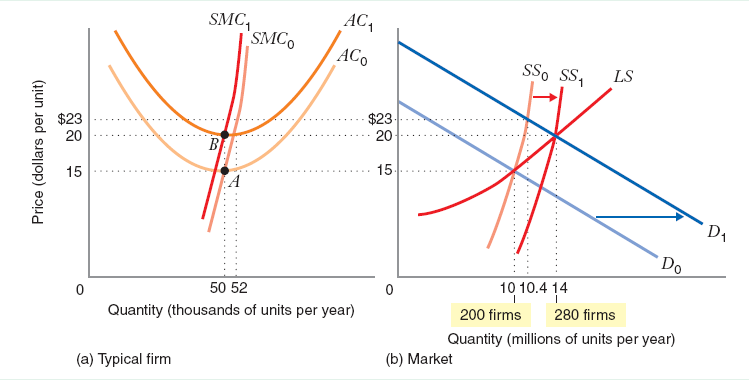 SMC1
SMC0
AC1
AC0
Price (dollars per unit)
$23
20
15
B
A
0
50 52
Quantity (thousands of units per year)
(a) Typical firm
SS0 SS1
LS
$23
20
15
D1
D0
0
10 10.4 14
200 firms
280 firms
Quantity (millions of units per year)
(b) Market